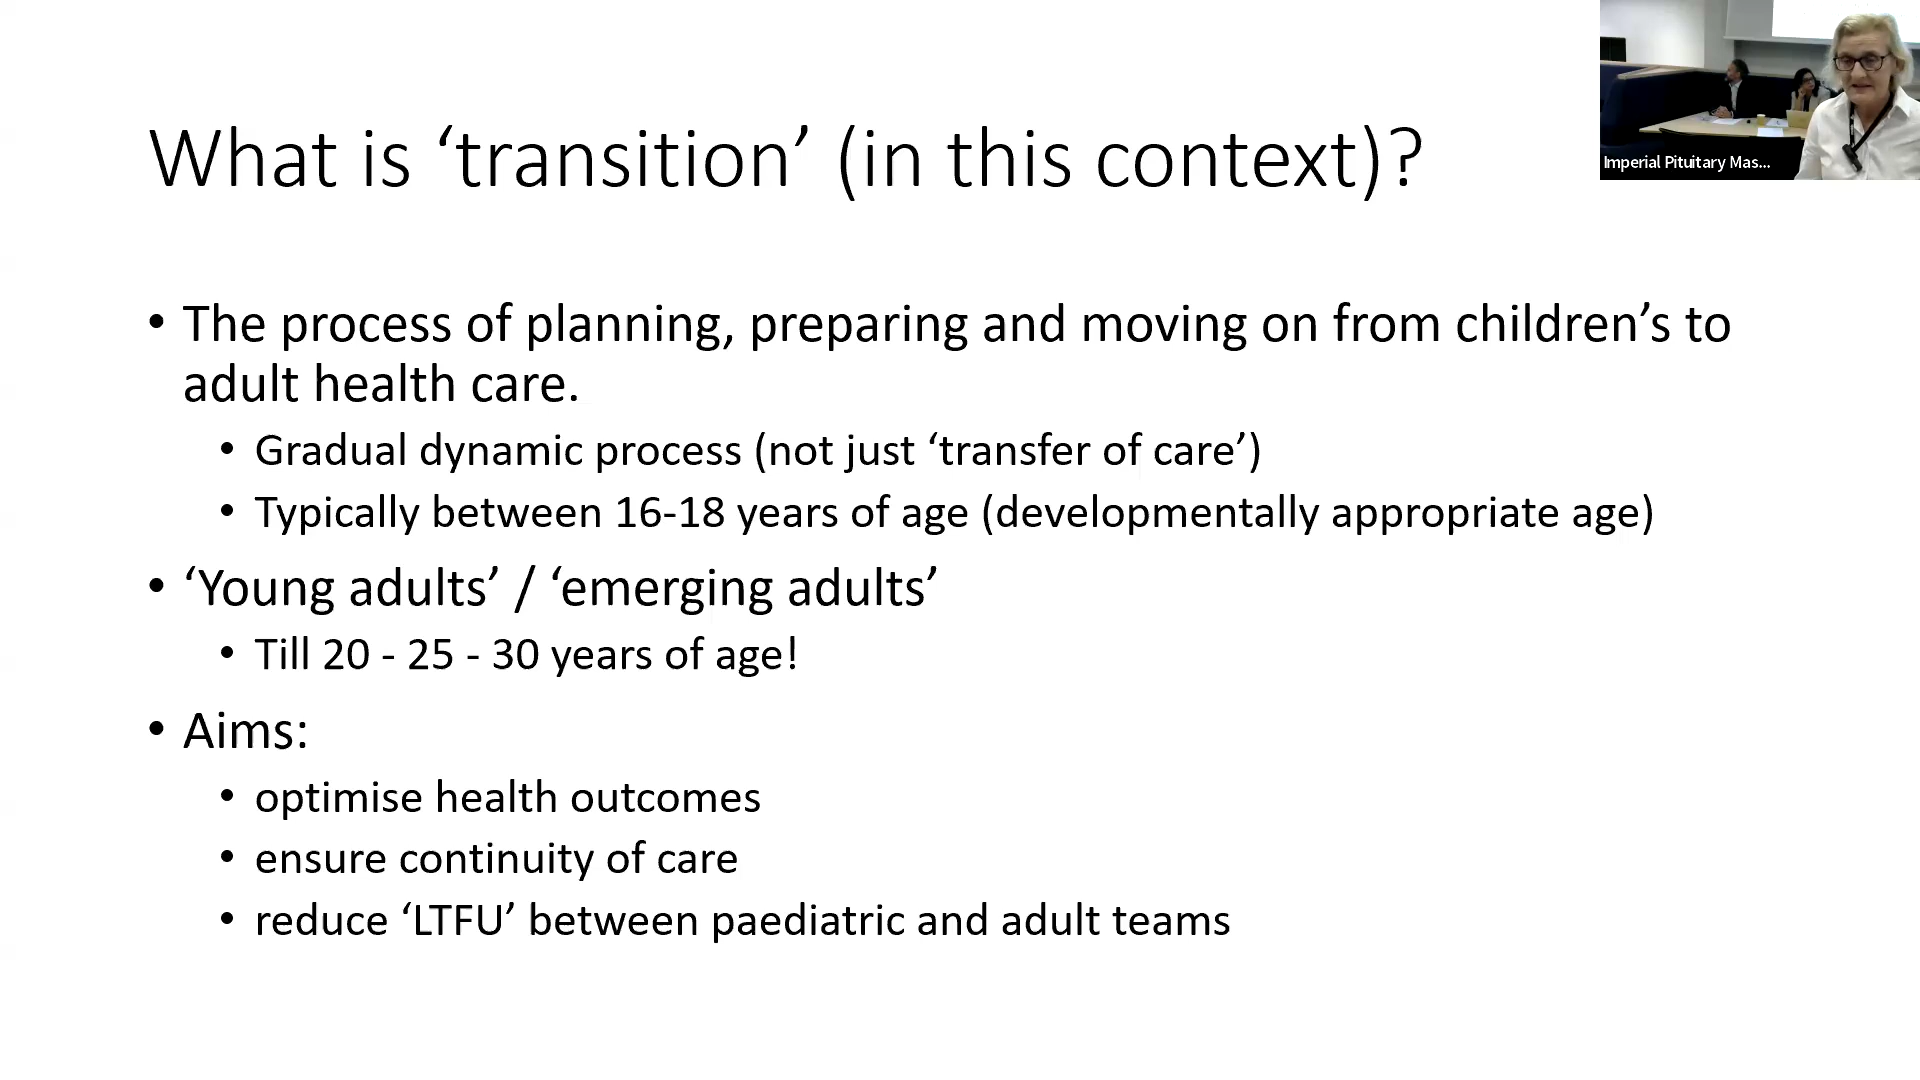 What is ‘transition’ (in this context)?
Imperial Pituitary Mas...
• The process of planning, preparing and moving on from children’s to
adult health care.
• Gradual dynamic process (not just ‘transfer of care’)
• Typically between 16-18 years of age (developmentally appropriate age)
• ‘Young adults’ / ‘emerging adults’
• Till 20 - 25 - 30 years of age!
• Aims:
• optimise health outcomes
• ensure continuity of care
• reduce ‘LTFU’ between paediatric and adult teams